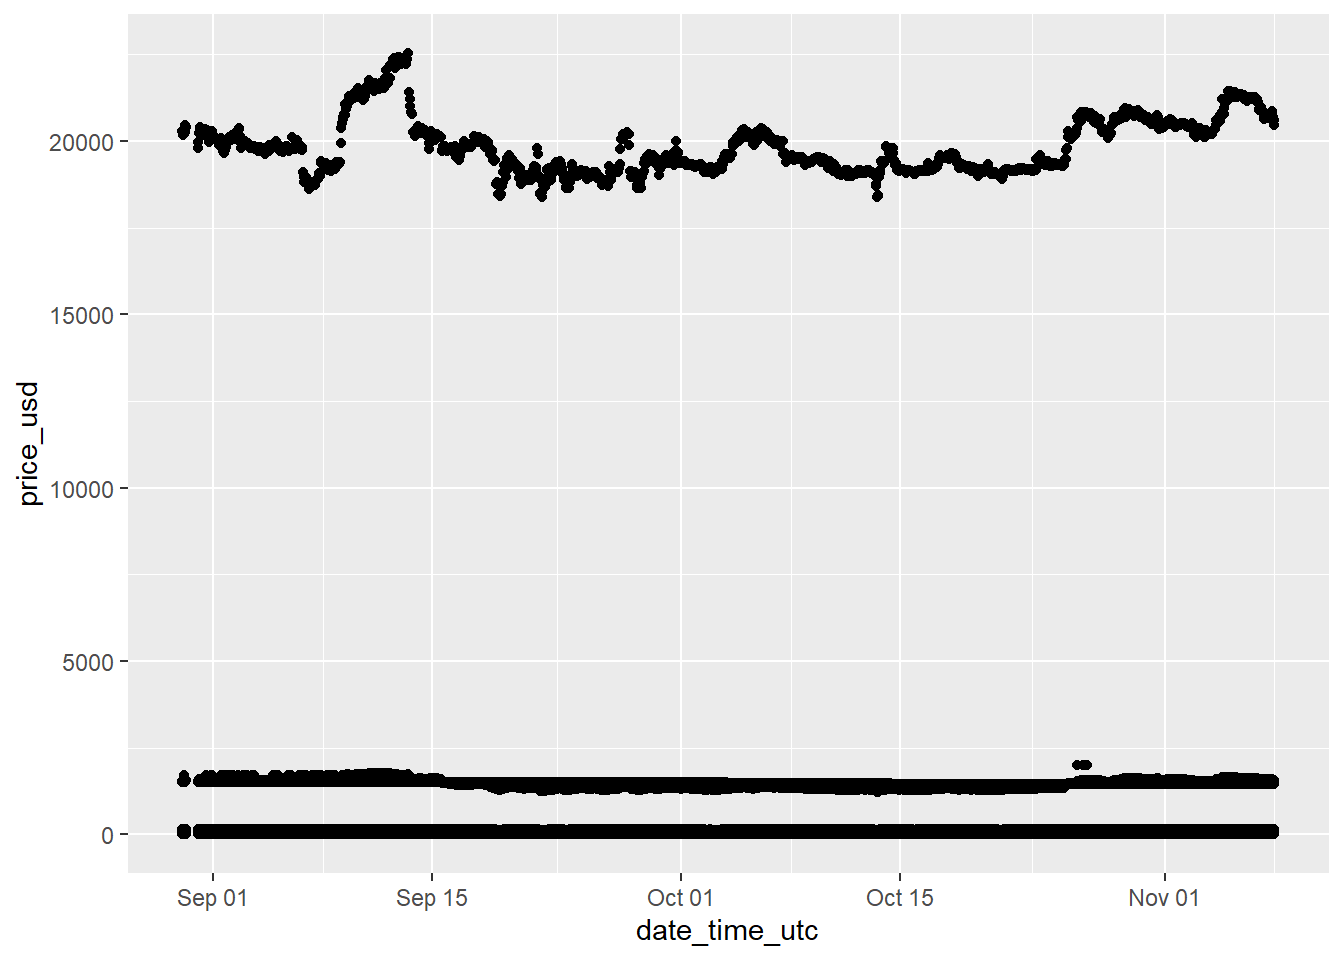 20000
15000
10000
5000
0
price_usd
Sep 01
Sep 15
Oct 01
Oct 15
Nov 01
date_time_utc